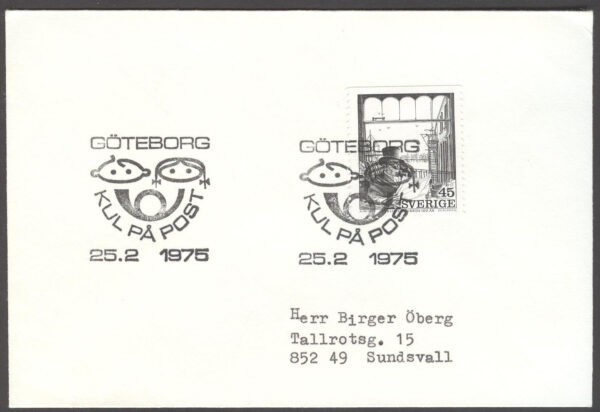 GÖTEBORG
KUL PÅ POST
25.2 1975
GÖTEBORG
KUL PÅ POST
25.2 1975
45
SVERIGE
Herr Birger Öberg
Tallrotsg. 15
852 49 Sundsvall